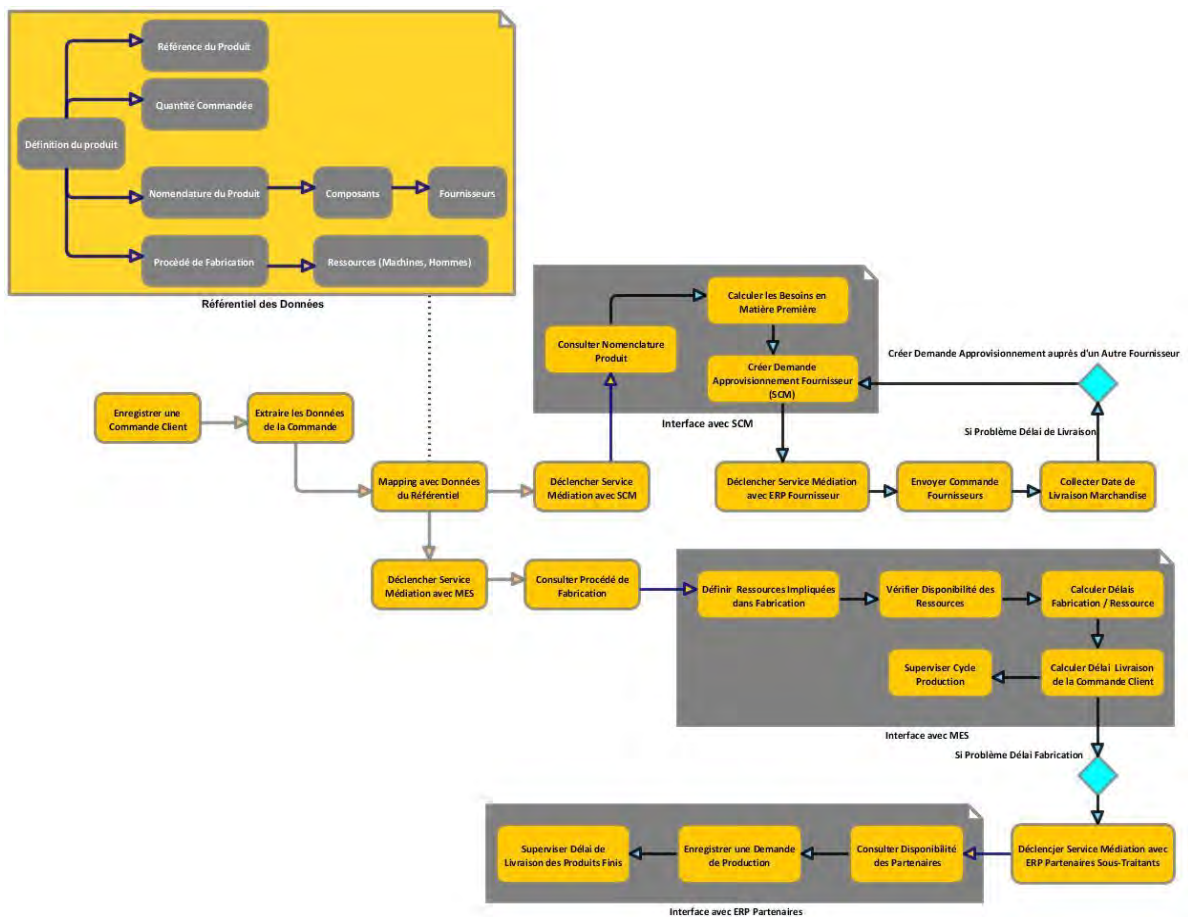 Référence du Produit
Quantité Commandée
Définition du produit
Nomenclature du Produit
Composants
Fournisseurs
Procédé de Fabrication
Ressources (Machines, Hommes)
Référentiel des Données
Calculer les Besoins en
Matière Première
Consulter Nomenclature
Produit
Créer Demande
Approvisionnement Fournisseur
(SCM)
Créer Demande Approvisionnement auprès d'un Autre Fournisseur
Interface avec SCM
Si Problème Délai de Livraison
Enregistrer une
Commande Client
Extraire les Données
de la Commande
Mapping avec Données
du Référentiel
Déclencher Service
Médiation avec SCM
Déclencher Service Médiation
avec ERP Fournisseur
Envoyer Commande
Fournisseurs
Collecter Date de
Livraison Marchandise
Déclencher Service
Médiation avec MES
Consulter Procédé de
Fabrication
Définir Ressources Impliquées
dans Fabrication
Vérifier Disponibilité des
Ressources
Calculer Délais
Fabrication / Ressource
Superviser Cycle
Production
Calculer Délai Livraison
de la Commande Client
Interface avec MES
Si Problème Délai Fabrication
Superviser Délai de
Livraison des Produits Finis
Enregistrer une Demande
de Production
Consulter Disponibilité
des Partenaires
Déclencjer Service Médiation avec
ERP Partenaires Sous-Traitants
Interface avec ERP Partenaires